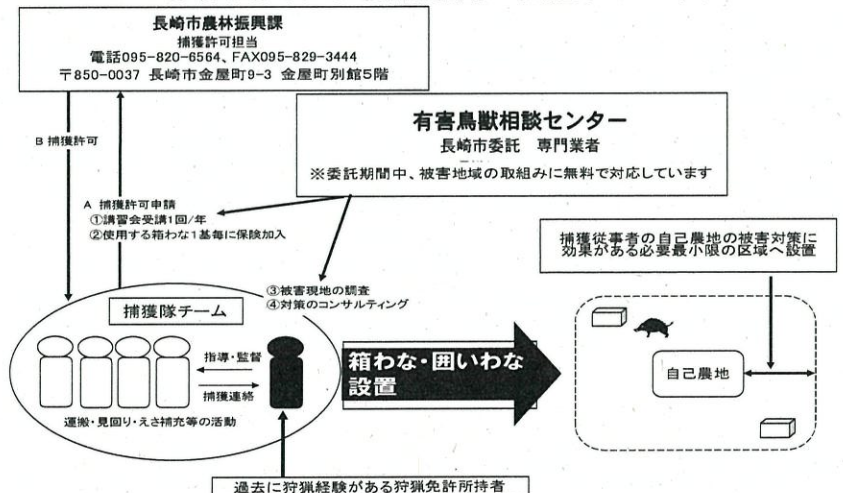 長崎市農林振興課
捕獲許可担当
電話095-820-6564、FAX095-829-3444
〒850-0037 長崎市金屋町9-3 金屋町別館5階
B 捕獲許可
有害鳥獣相談センター
長崎市委託 専門業者
※委託期間中、被害地域の取組みに無料で対応しています
A 捕獲許可申請
①講習会受講1回/年
②使用する箱わな1基毎に保険加入
捕獲従事者の自己農地の被害対策に
効果がある必要最小限の区域へ設置
③被害現地の調査
④対策のコンサルティング
捕獲隊チーム
指導・監督
捕獲連絡
運搬・見回り・えさ補充等の活動
箱わな・囲いわな
設置
自己農地
過去に狩猟経験がある狩猟免許所持者